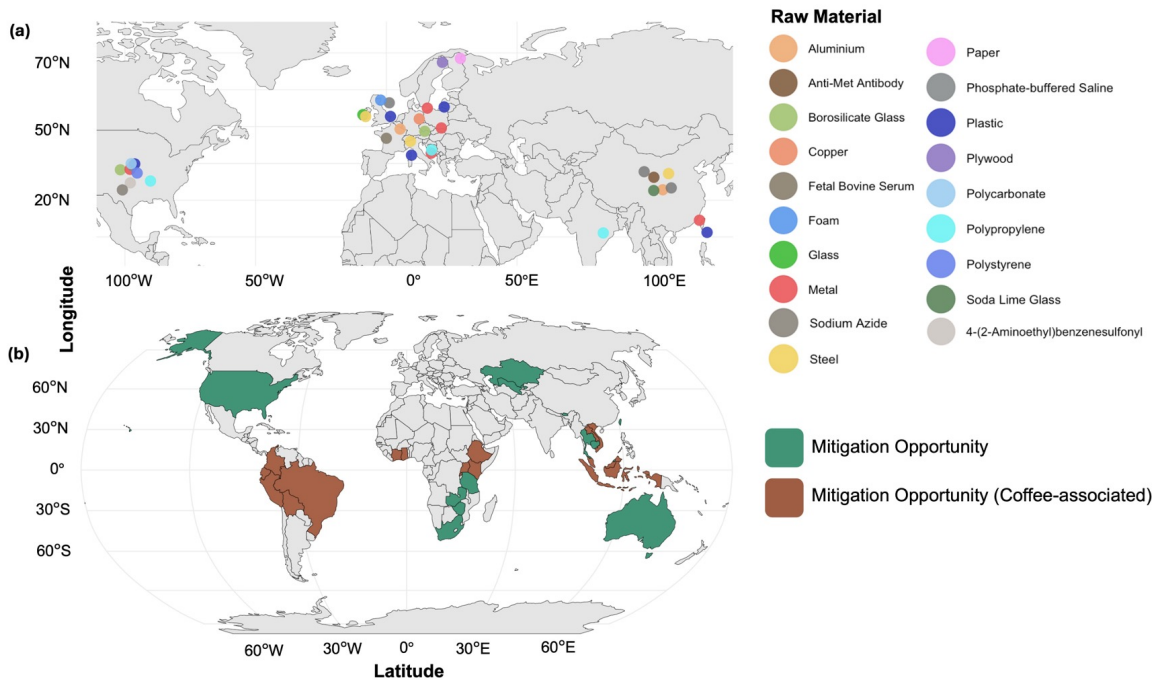 (a)
70°N
50°N
20°N
100°W
50°W
0°
50°E
100°E
Longitude
(b)
60°N
30°N
0°
30°S
60°S
60°W
30°W
0°
30°E
60°E
Latitude
Raw Material
Aluminium
Anti-Met Antibody
Borosilicate Glass
Copper
Fetal Bovine Serum
Foam
Glass
Metal
Sodium Azide
Steel
Paper
Phosphate-buffered Saline
Plastic
Plywood
Polycarbonate
Polypropylene
Polystyrene
Soda Lime Glass
4-(2-Aminoethyl)benzenesulfonyl
Mitigation Opportunity
Mitigation Opportunity (Coffee-associated)